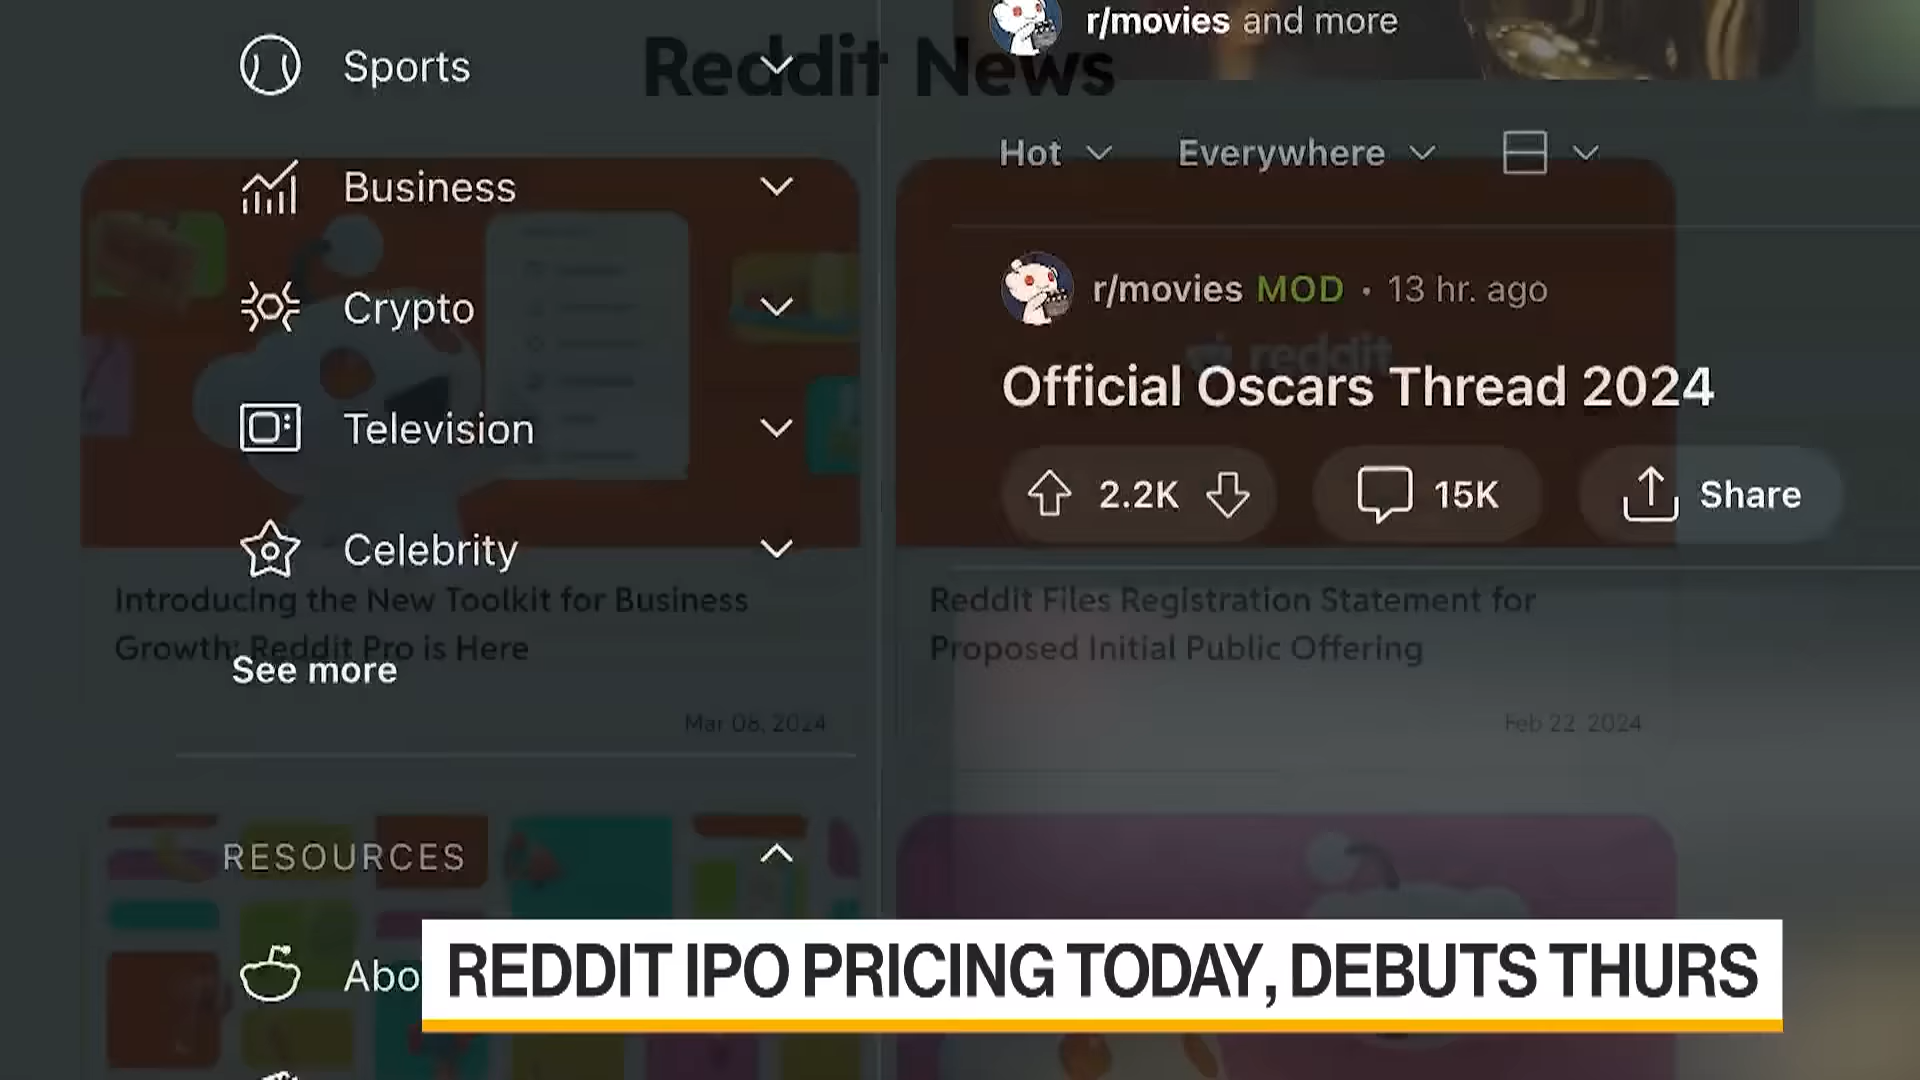 r/movies and more
Sports
Reddit News
Hot
Everywhere
Business
r/movies MOD • 13 hr. ago
Crypto
reddit
Official Oscars Thread 2024
Television
2.2K
15K
Share
Celebrity
Introducing the New Toolkit for Business
Growth: Reddit Pro is Here
Reddit Files Registration Statement for
Proposed Initial Public Offering
See more
Mar 08, 2024
Feb 22, 2024
RESOURCES
Abo
REDDIT IPO PRICING TODAY, DEBUTS THURS